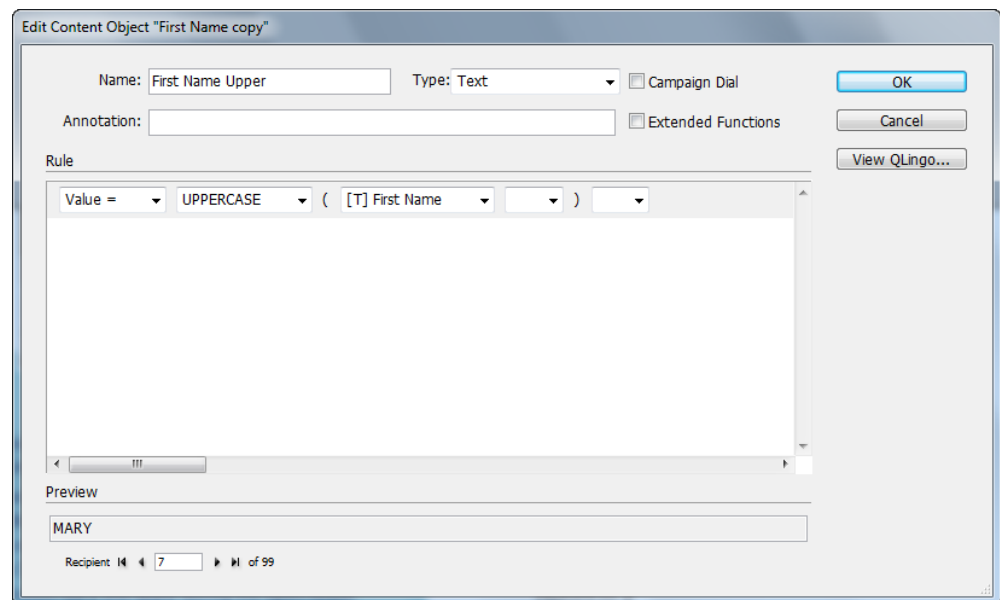 Edit Content Object "First Name copy"
Name: First Name Upper Type: Text Campaign Dial OK
Annotation: Extended Functions Cancel
Rule View QLingo...
Value = UPPERCASE ( [T] First Name )
Preview
MARY
Recipient 7 of 99